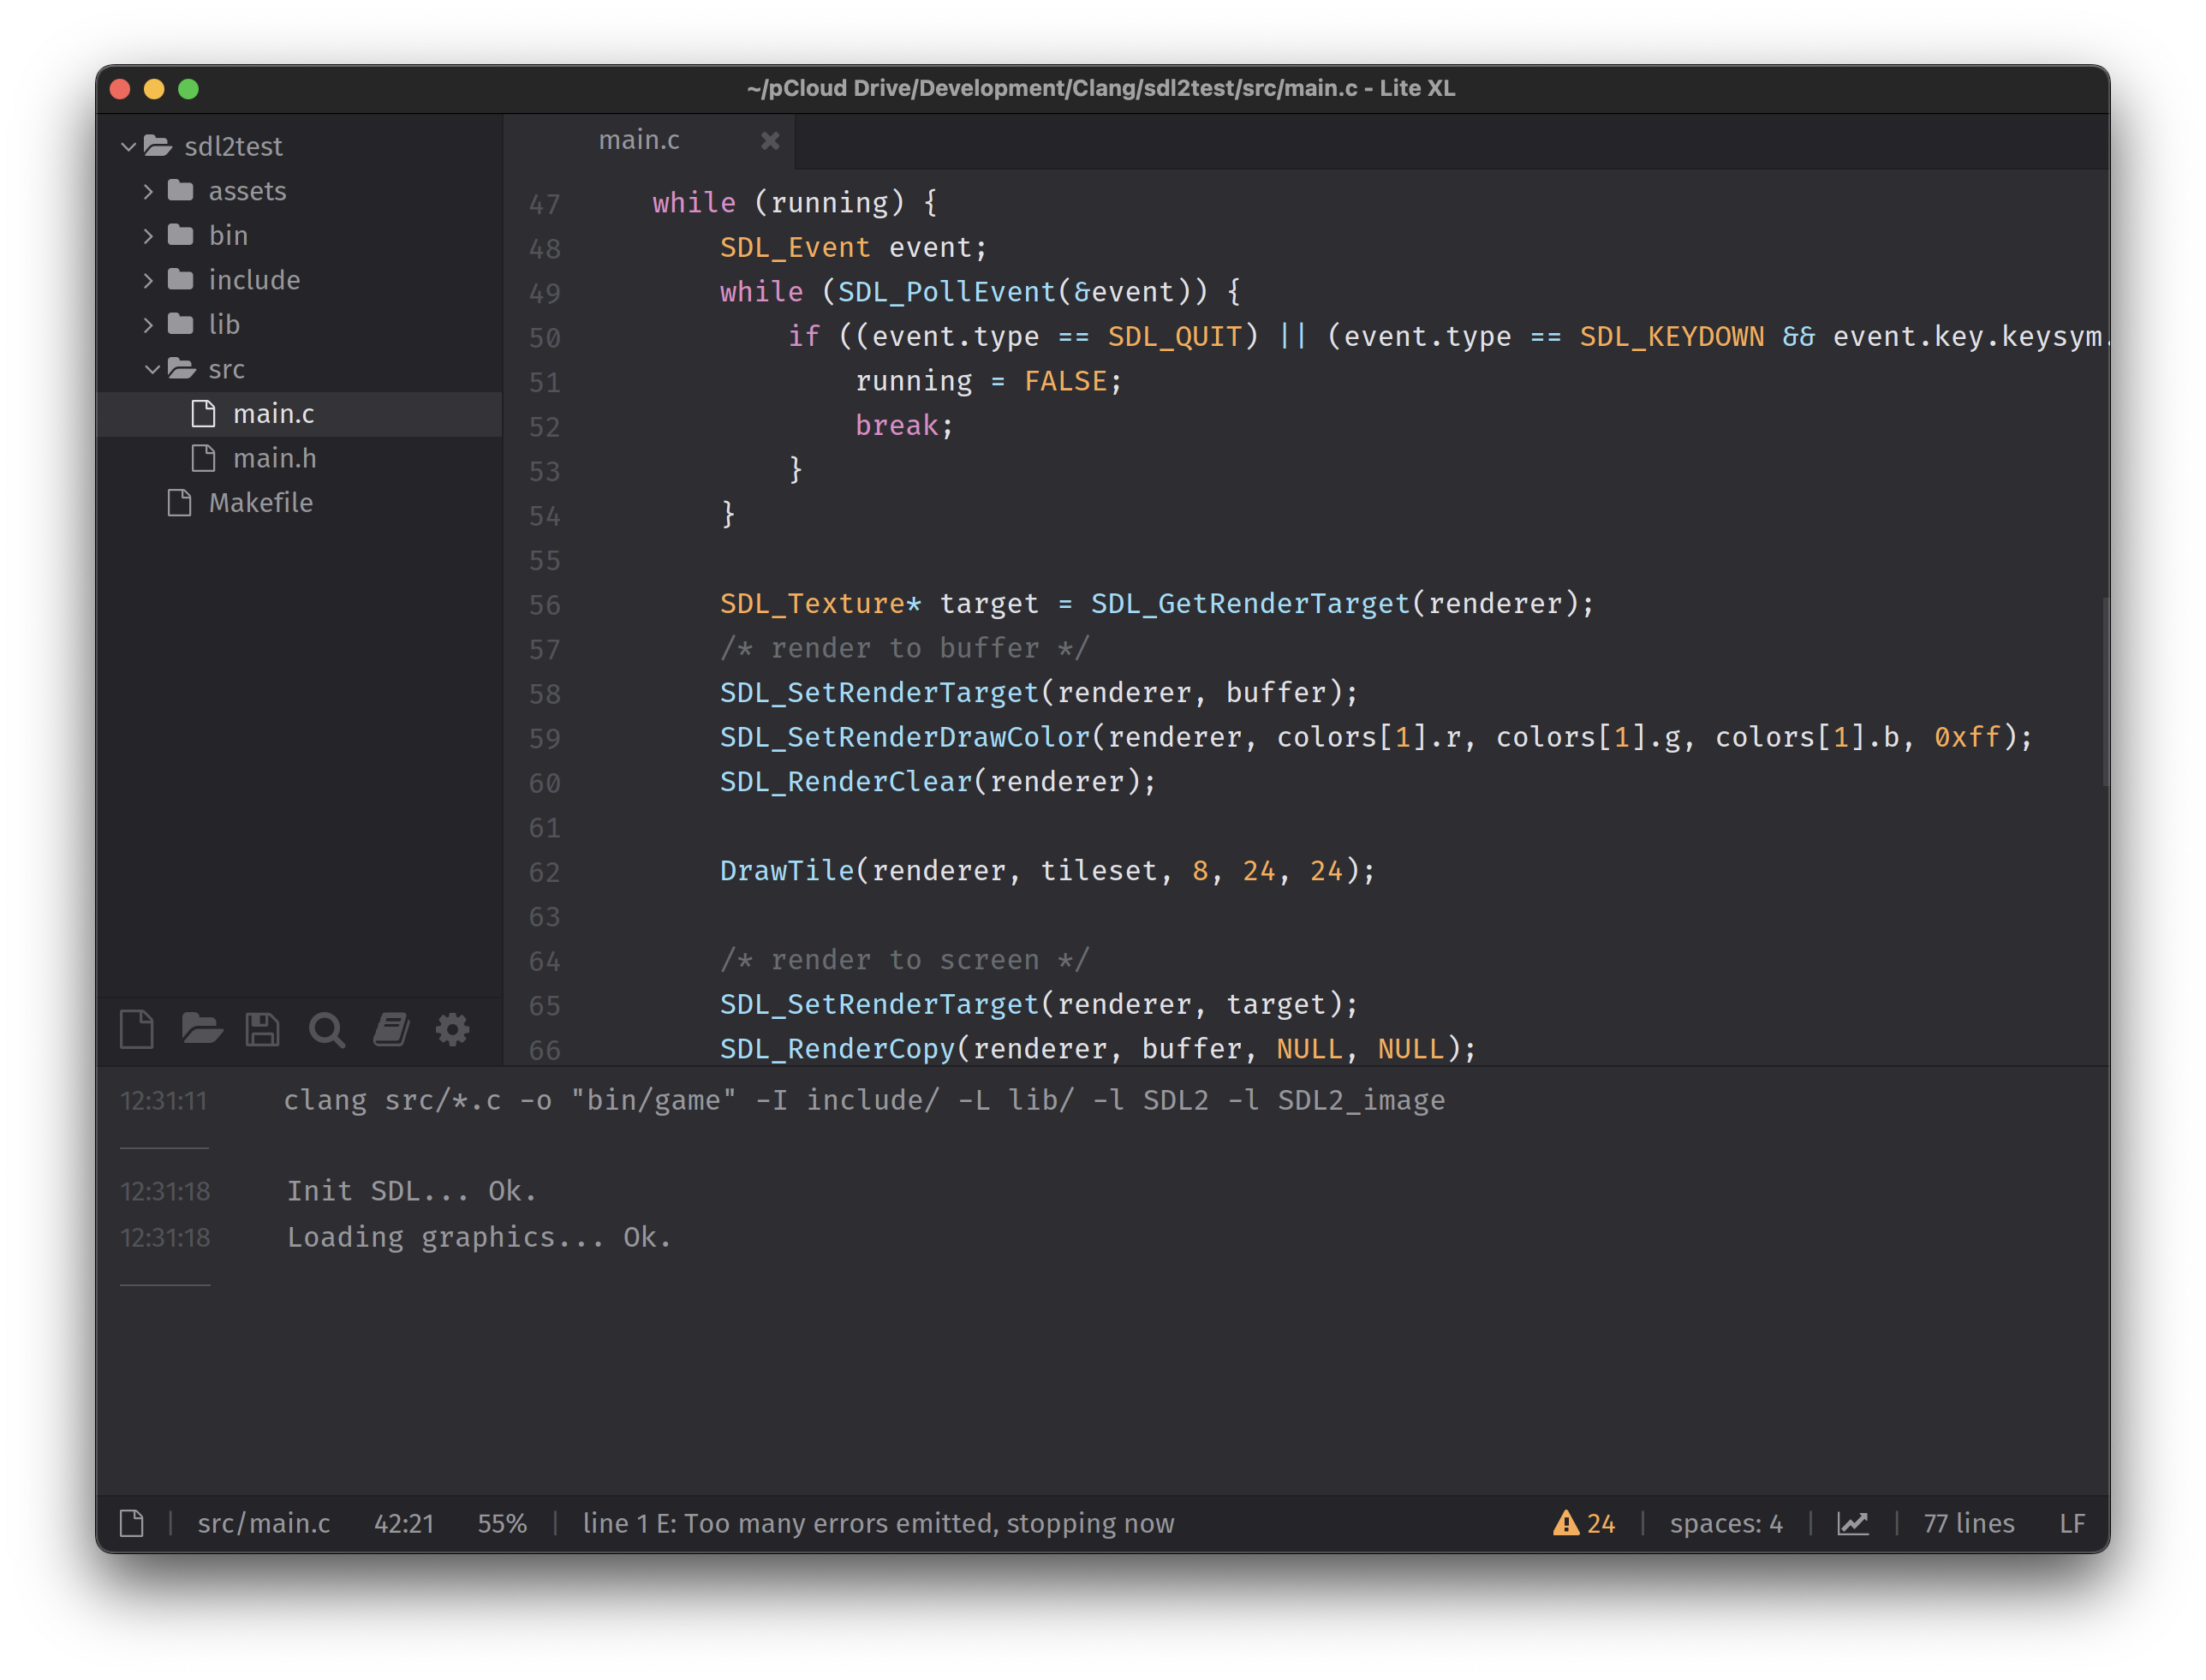 ~/pCloud Drive/Development/Clang/sdl2test/src/main.c - Lite XL
sdl2test
assets
bin
include
lib
src
main.c
main.h
Makefile
main.c
47 while (running) {
48 SDL_Event event;
49 while (SDL_PollEvent(&event)) {
50 if ((event.type == SDL_QUIT) || (event.type == SDL_KEYDOWN && event.key.keysym.
51 running = FALSE;
52 break;
53 }
54 }
55
56 SDL_Texture* target = SDL_GetRenderTarget(renderer);
57 /* render to buffer */
58 SDL_SetRenderTarget(renderer, buffer);
59 SDL_SetRenderDrawColor(renderer, colors[1].r, colors[1].g, colors[1].b, 0xff);
60 SDL_RenderClear(renderer);
61
62 DrawTile(renderer, tileset, 8, 24, 24);
63
64 /* render to screen */
65 SDL_SetRenderTarget(renderer, target);
66 SDL_RenderCopy(renderer, buffer, NULL, NULL);
12:31:11 clang src/*.c -o "bin/game" -I include/ -L lib/ -l SDL2 -l SDL2_image
12:31:18 Init SDL... Ok.
12:31:18 Loading graphics... Ok.
src/main.c 42:21 55% | line 1 E: Too many errors emitted, stopping now 24 | spaces: 4 | | 77 lines LF